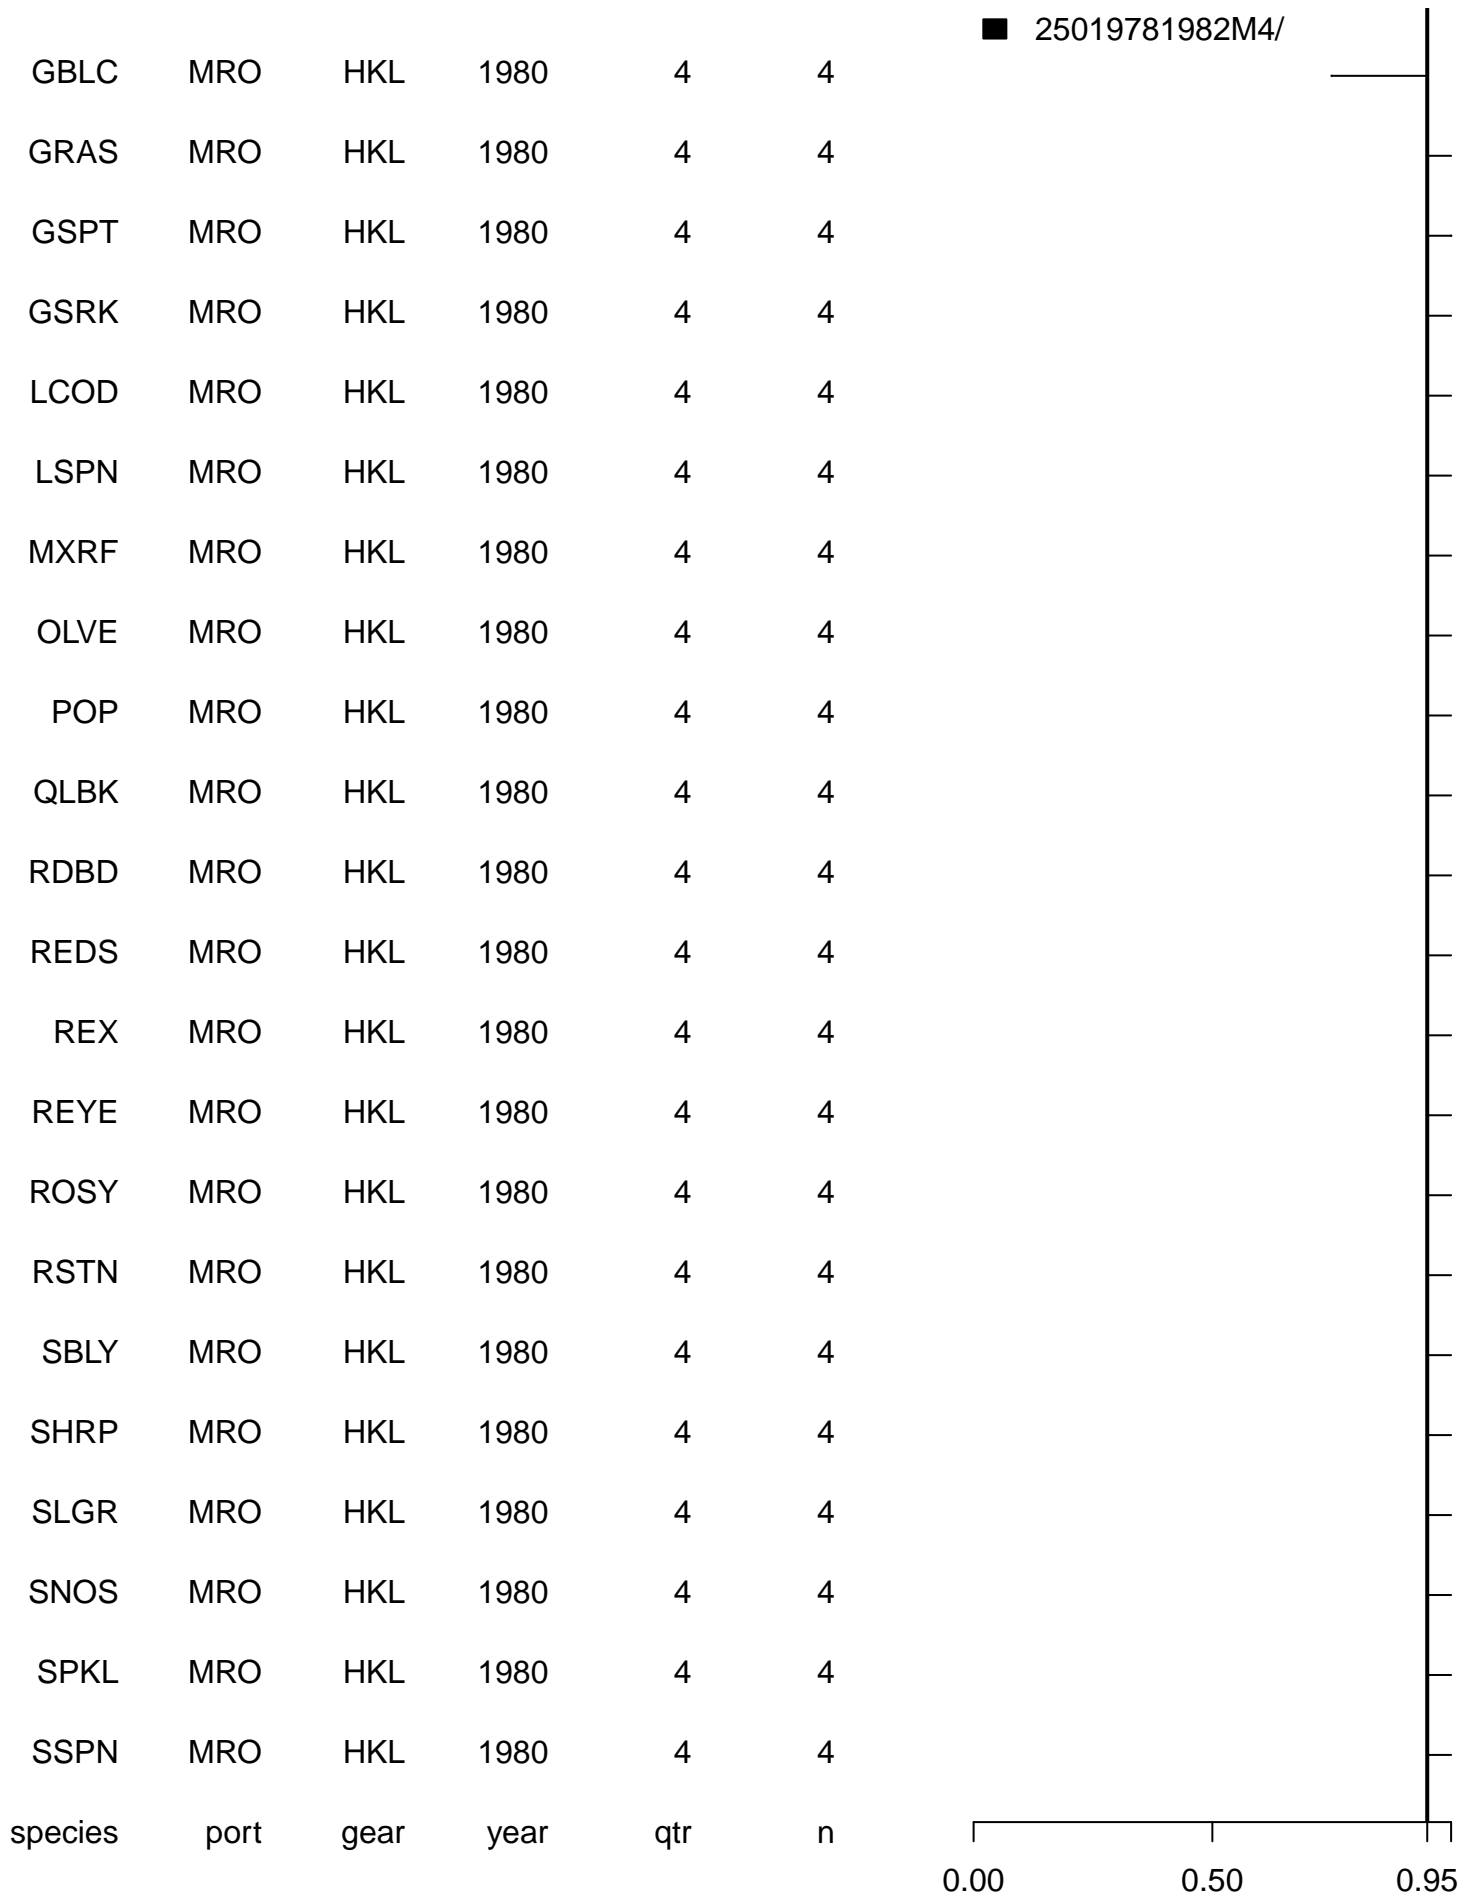 25019781982M4/
GBLC MRO HKL 1980 4 4
GRAS MRO HKL 1980 4 4
GSPT MRO HKL 1980 4 4
GSRK MRO HKL 1980 4 4
LCOD MRO HKL 1980 4 4
LSPN MRO HKL 1980 4 4
MXRF MRO HKL 1980 4 4
OLVE MRO HKL 1980 4 4
POP MRO HKL 1980 4 4
QLBK MRO HKL 1980 4 4
RDBD MRO HKL 1980 4 4
REDS MRO HKL 1980 4 4
REX MRO HKL 1980 4 4
REYE MRO HKL 1980 4 4
ROSY MRO HKL 1980 4 4
RSTN MRO HKL 1980 4 4
SBLY MRO HKL 1980 4 4
SHRP MRO HKL 1980 4 4
SLGR MRO HKL 1980 4 4
SNOS MRO HKL 1980 4 4
SPKL MRO HKL 1980 4 4
SSPN MRO HKL 1980 4 4
species port gear year qtr n
0.00 0.50 0.95